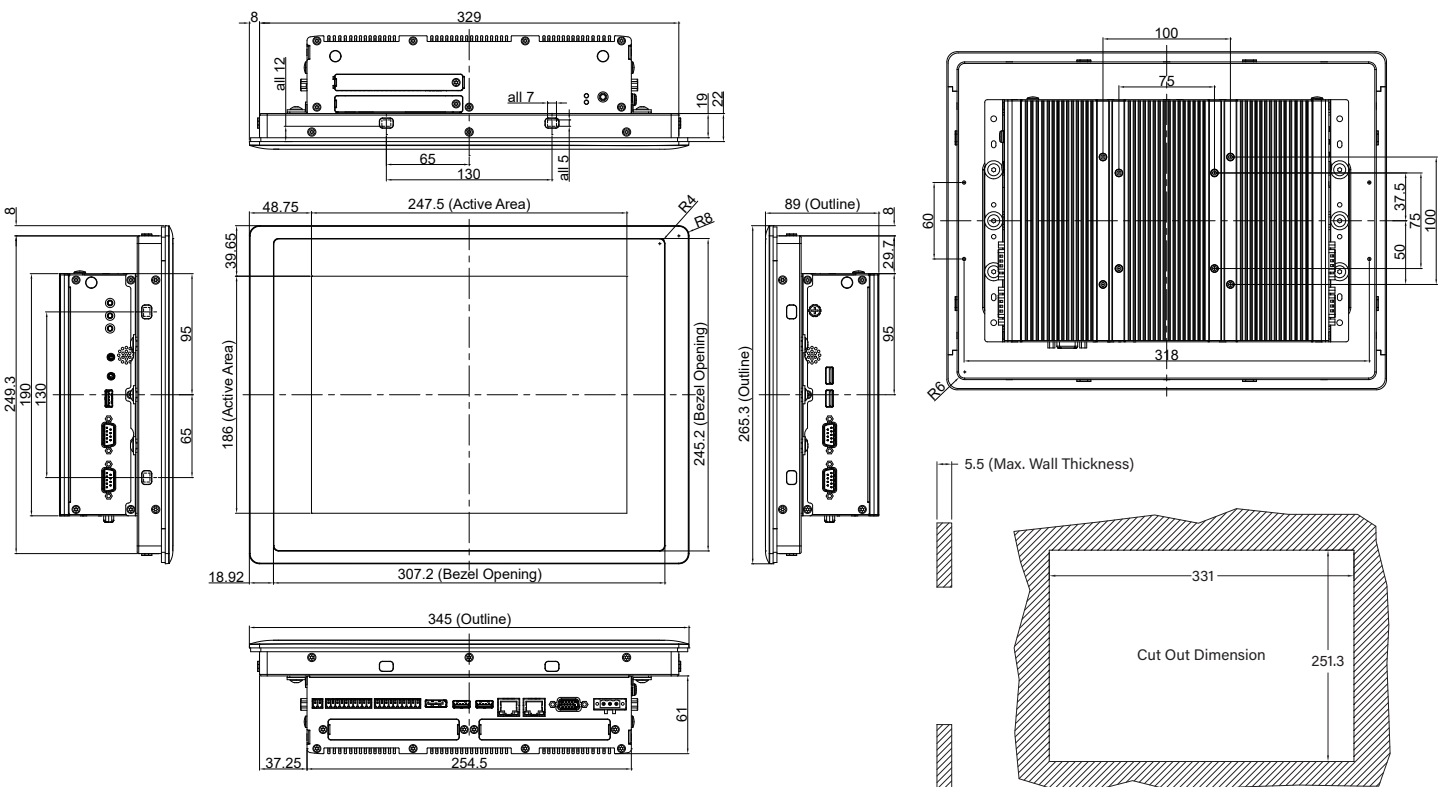 8
329
all 12
all 7
19
22
65
130
all 5
100
75
60
37.5
75
50
100
318
R6
8
249.3
190
130
95
65
48.75
247.5 (Active Area)
R4
R8
39.65
186 (Active Area)
245.2 (Bezel Opening)
18.92
307.2 (Bezel Opening)
89 (Outline)
8
29.7
95
265.3 (Outline)
345 (Outline)
61
37.25
254.5
5.5 (Max. Wall Thickness)
331
Cut Out Dimension
251.3